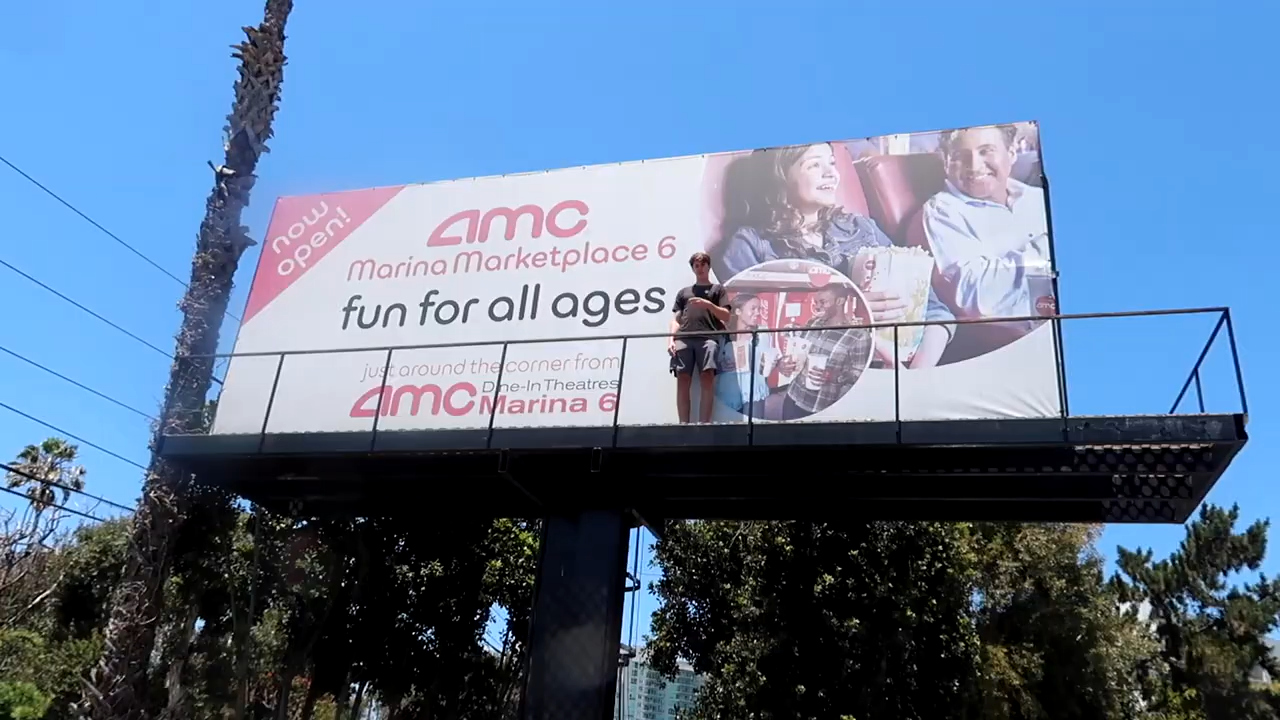 now
open!
amc
Marina Marketplace 6
fun for all ages
just around the corner from
amc Dine-In Theatres
Marina 6
amc